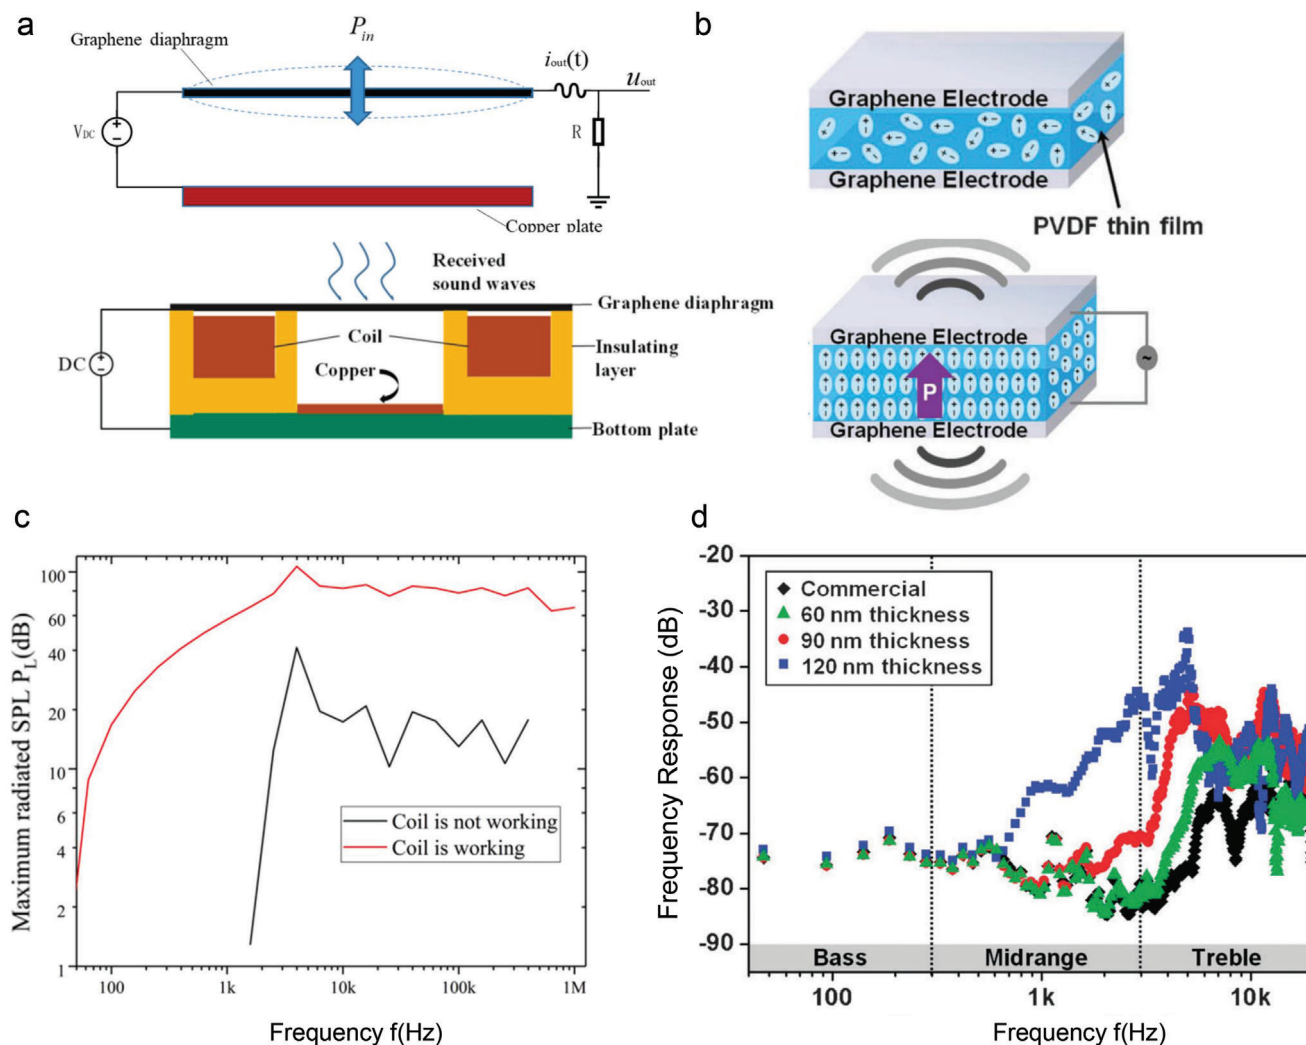 a
Graphene diaphragm
P_in
i_out(t)
u_out
V_DC
+
−
R
Copper plate
Received
sound waves
Graphene diaphragm
DC
+
−
Coil
Insulating
layer
Copper
Bottom plate
b
Graphene Electrode
Graphene Electrode
PVDF thin film
Graphene Electrode
P
~
Graphene Electrode
c
Maximum radiated SPL P_L(dB)
100
60
40
20
10
8
6
4
2
1
Coil is not working
Coil is working
100
1k
10k
100k
1M
Frequency f(Hz)
d
Frequency Response (dB)
-20
-30
-40
-50
-60
-70
-80
-90
Commercial
60 nm thickness
90 nm thickness
120 nm thickness
Bass
Midrange
Treble
100
1k
10k
Frequency f(Hz)